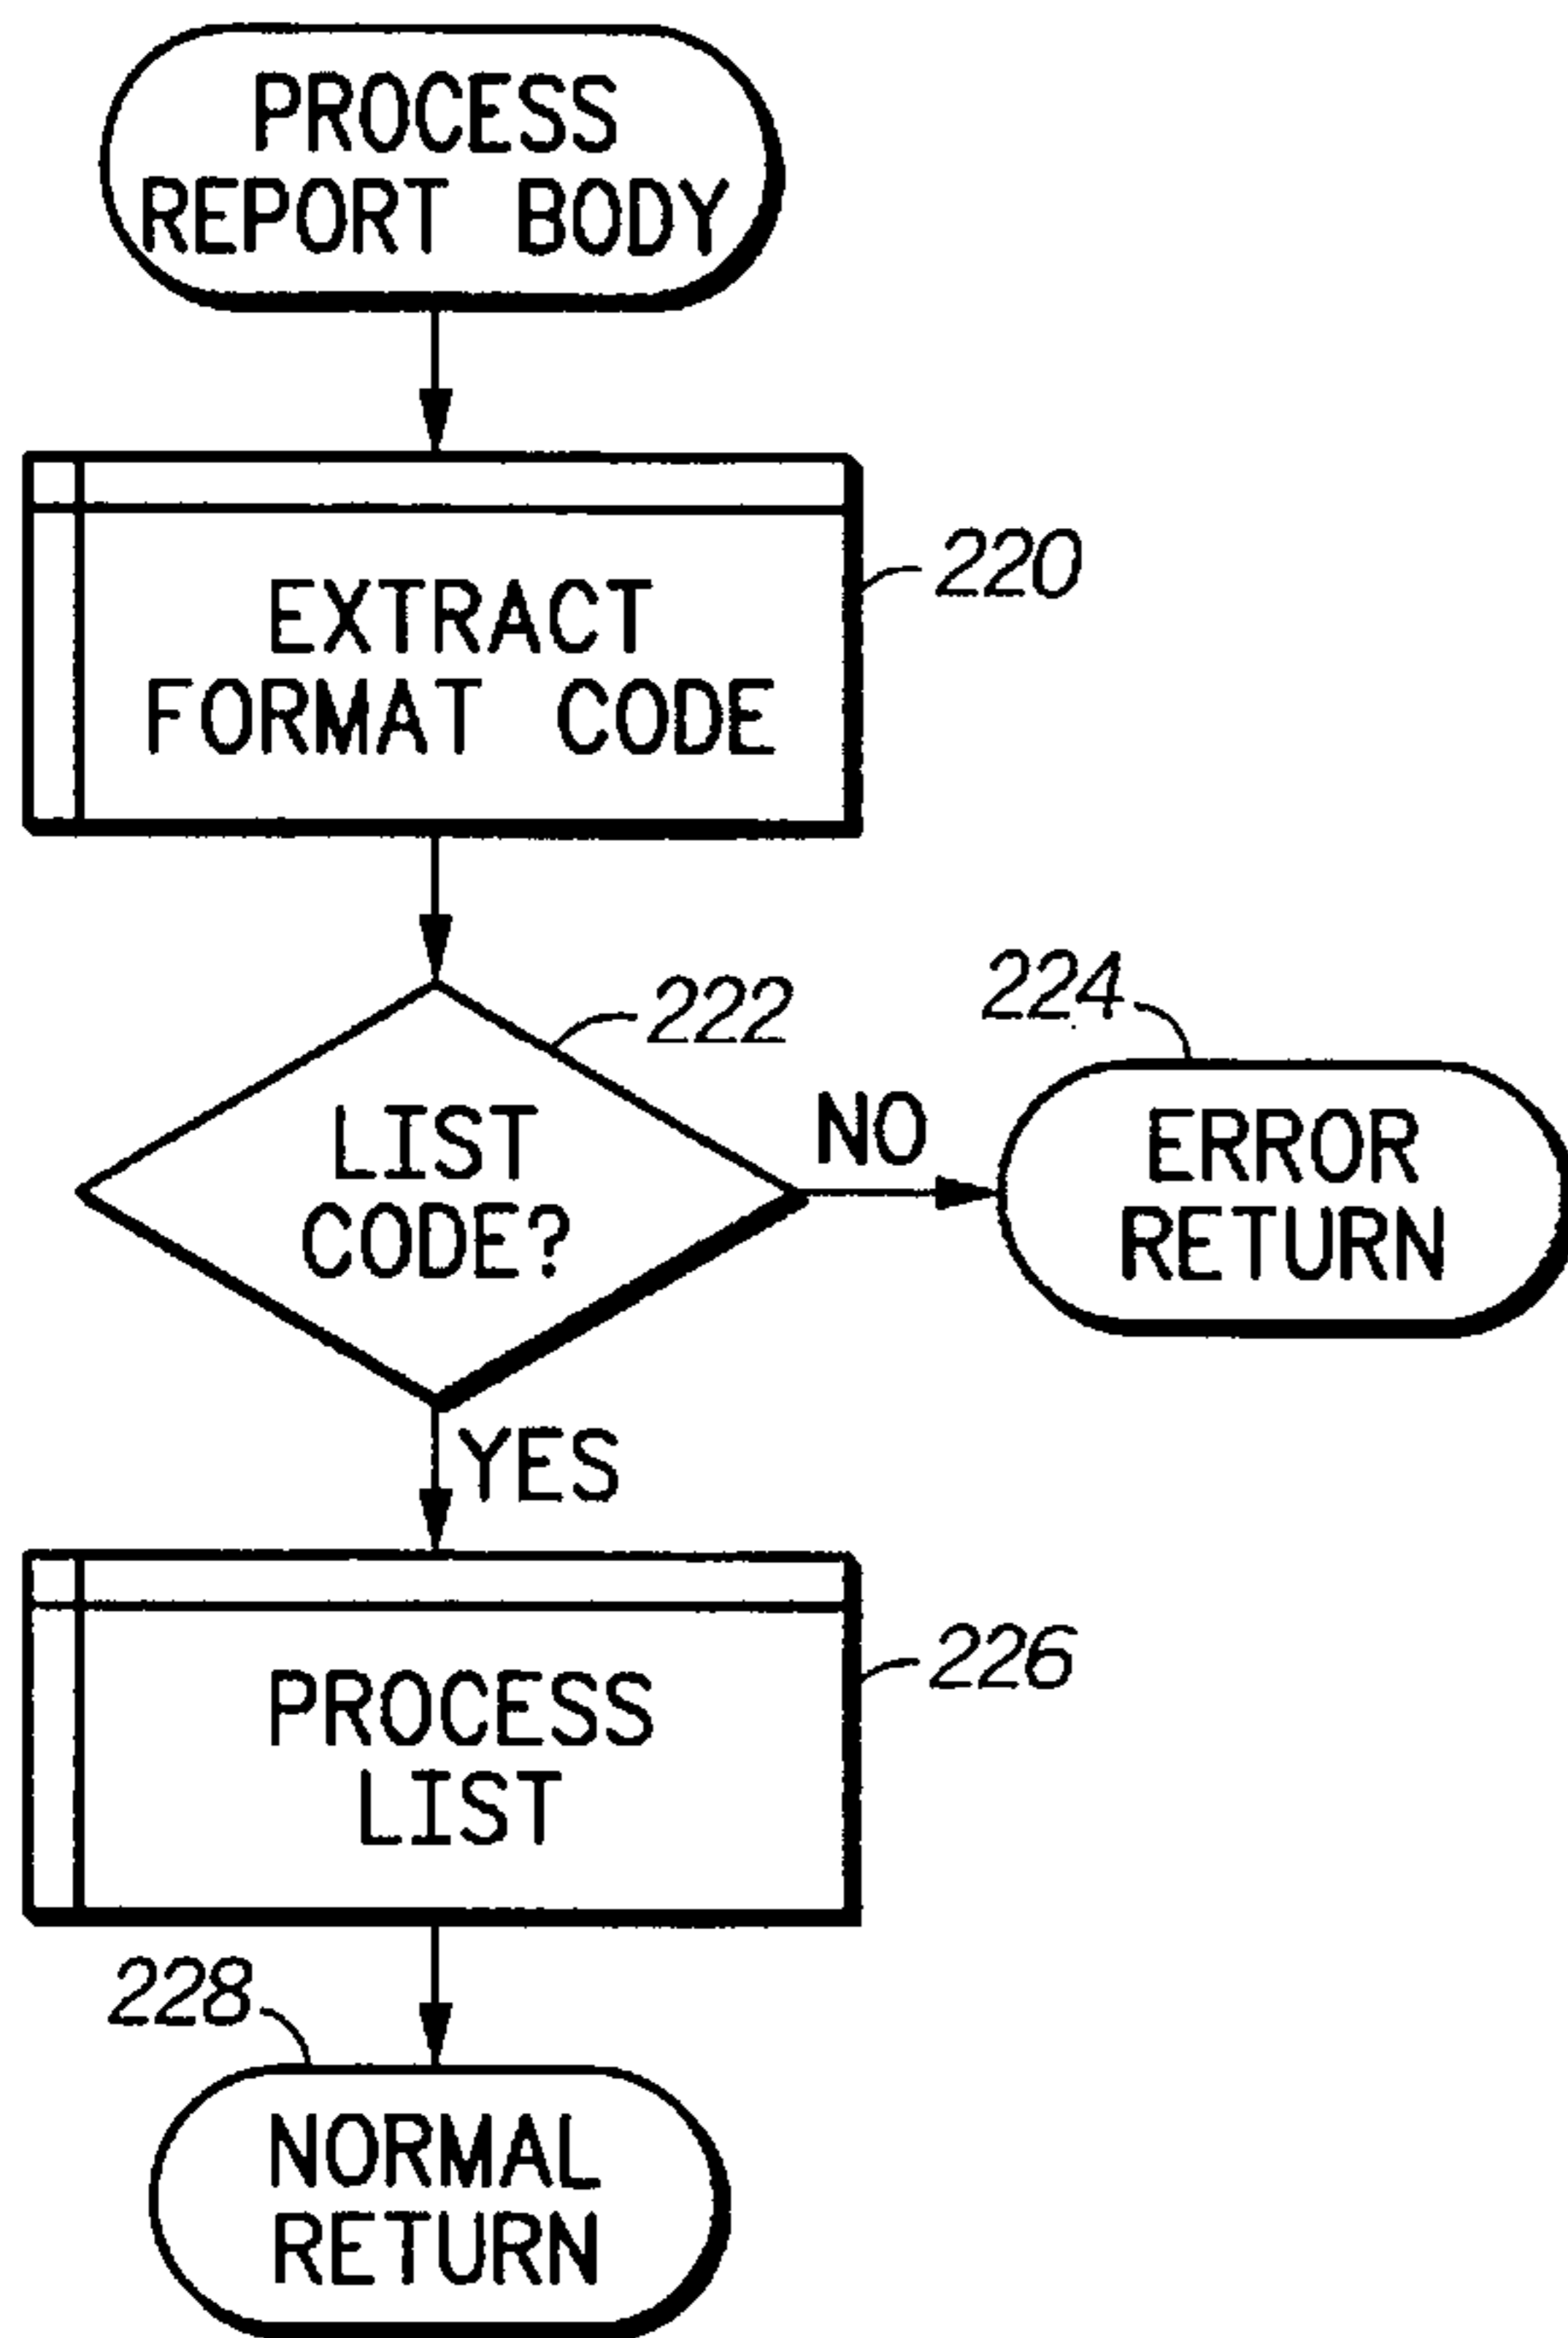 PROCESS
REPORT BODY
220
EXTRACT
FORMAT CODE
222
224
LIST
CODE?
NO
ERROR
RETURN
YES
226
PROCESS
LIST
228
NORMAL
RETURN